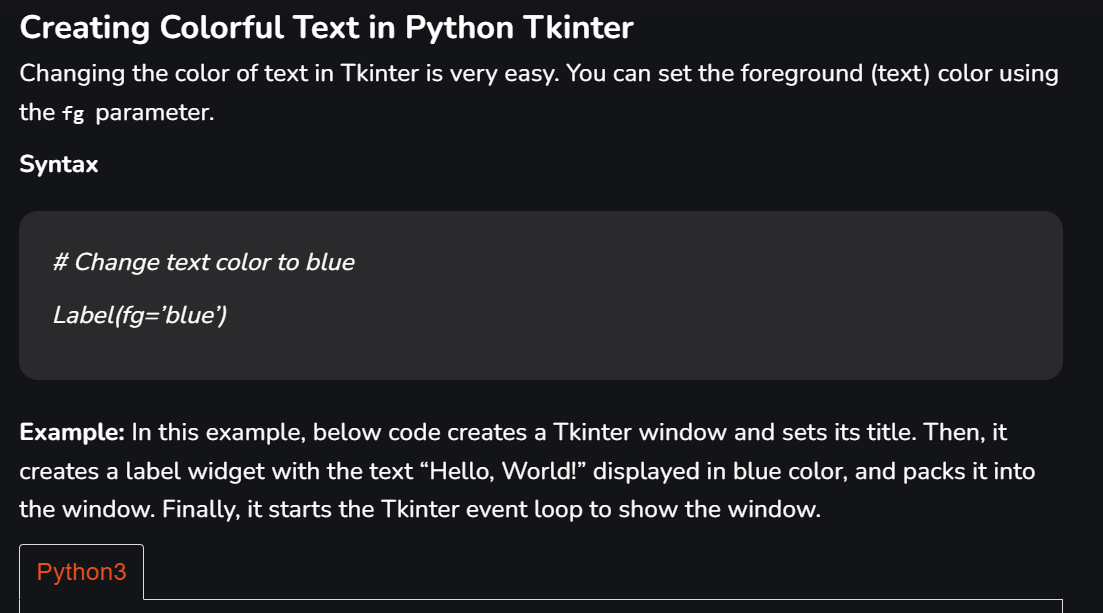 Creating Colorful Text in Python Tkinter
Changing the color of text in Tkinter is very easy. You can set the foreground (text) color using
the fg parameter.
Syntax
# Change text color to blue
Label(fg=’blue’)
Example: In this example, below code creates a Tkinter window and sets its title. Then, it
creates a label widget with the text “Hello, World!” displayed in blue color, and packs it into
the window. Finally, it starts the Tkinter event loop to show the window.
Python3